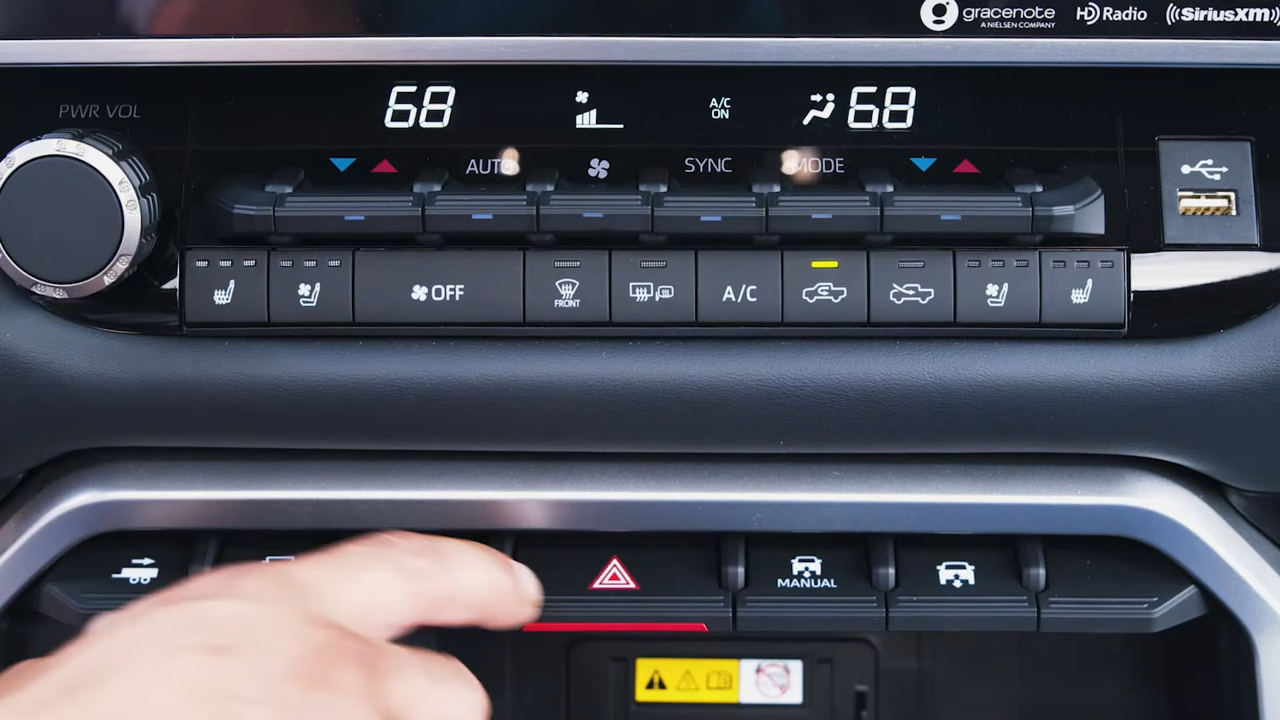 gracenote
A NIELSEN COMPANY
HD Radio
SiriusXM
PWR VOL
68
A/C
ON
68
AUTO
SYNC
MODE
FRONT
OFF
A/C
MANUAL